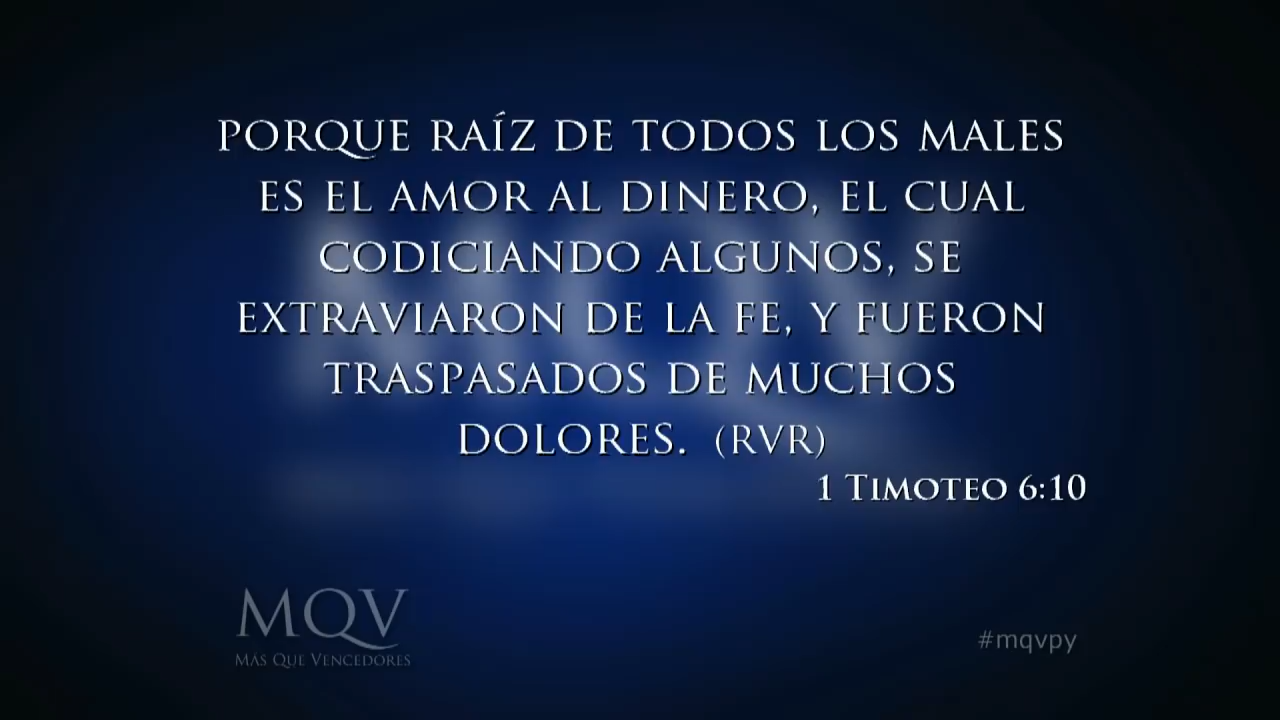 PORQUE RAÍZ DE TODOS LOS MALES
ES EL AMOR AL DINERO, EL CUAL
CODICIANDO ALGUNOS, SE
EXTRAVIARON DE LA FE, Y FUERON
TRASPASADOS DE MUCHOS
DOLORES. (RVR)
1 TIMOTEO 6:10
MQV
MÁS QUE VENCEDORES
#mqvpy